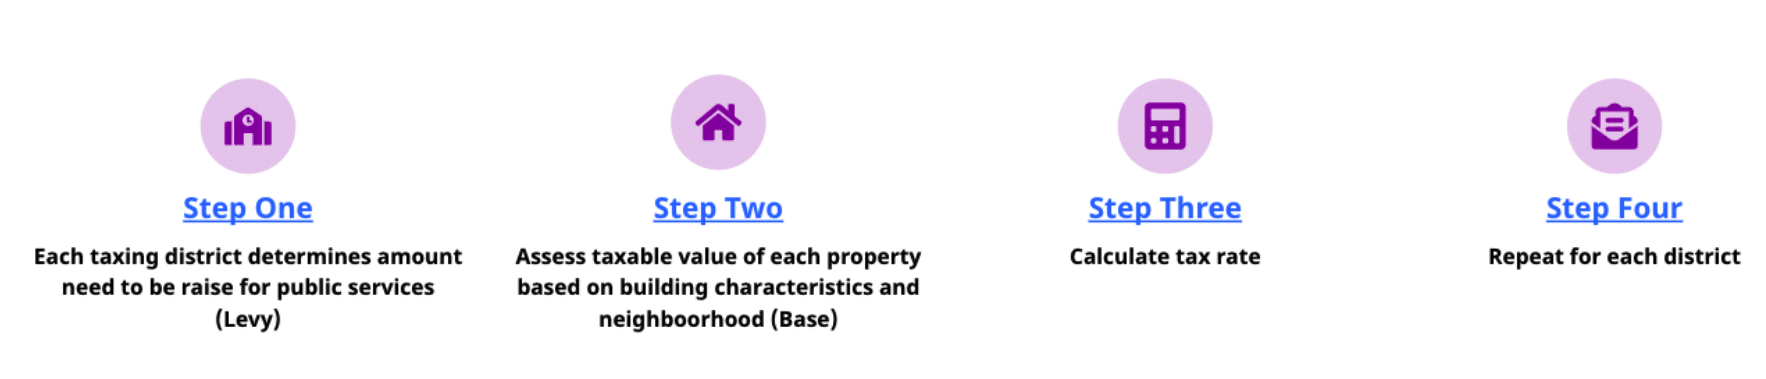 Step One
Each taxing district determines amount
need to be raise for public services
(Levy)
Step Two
Assess taxable value of each property
based on building characteristics and
neighboorhood (Base)
Step Three
Calculate tax rate
Step Four
Repeat for each district